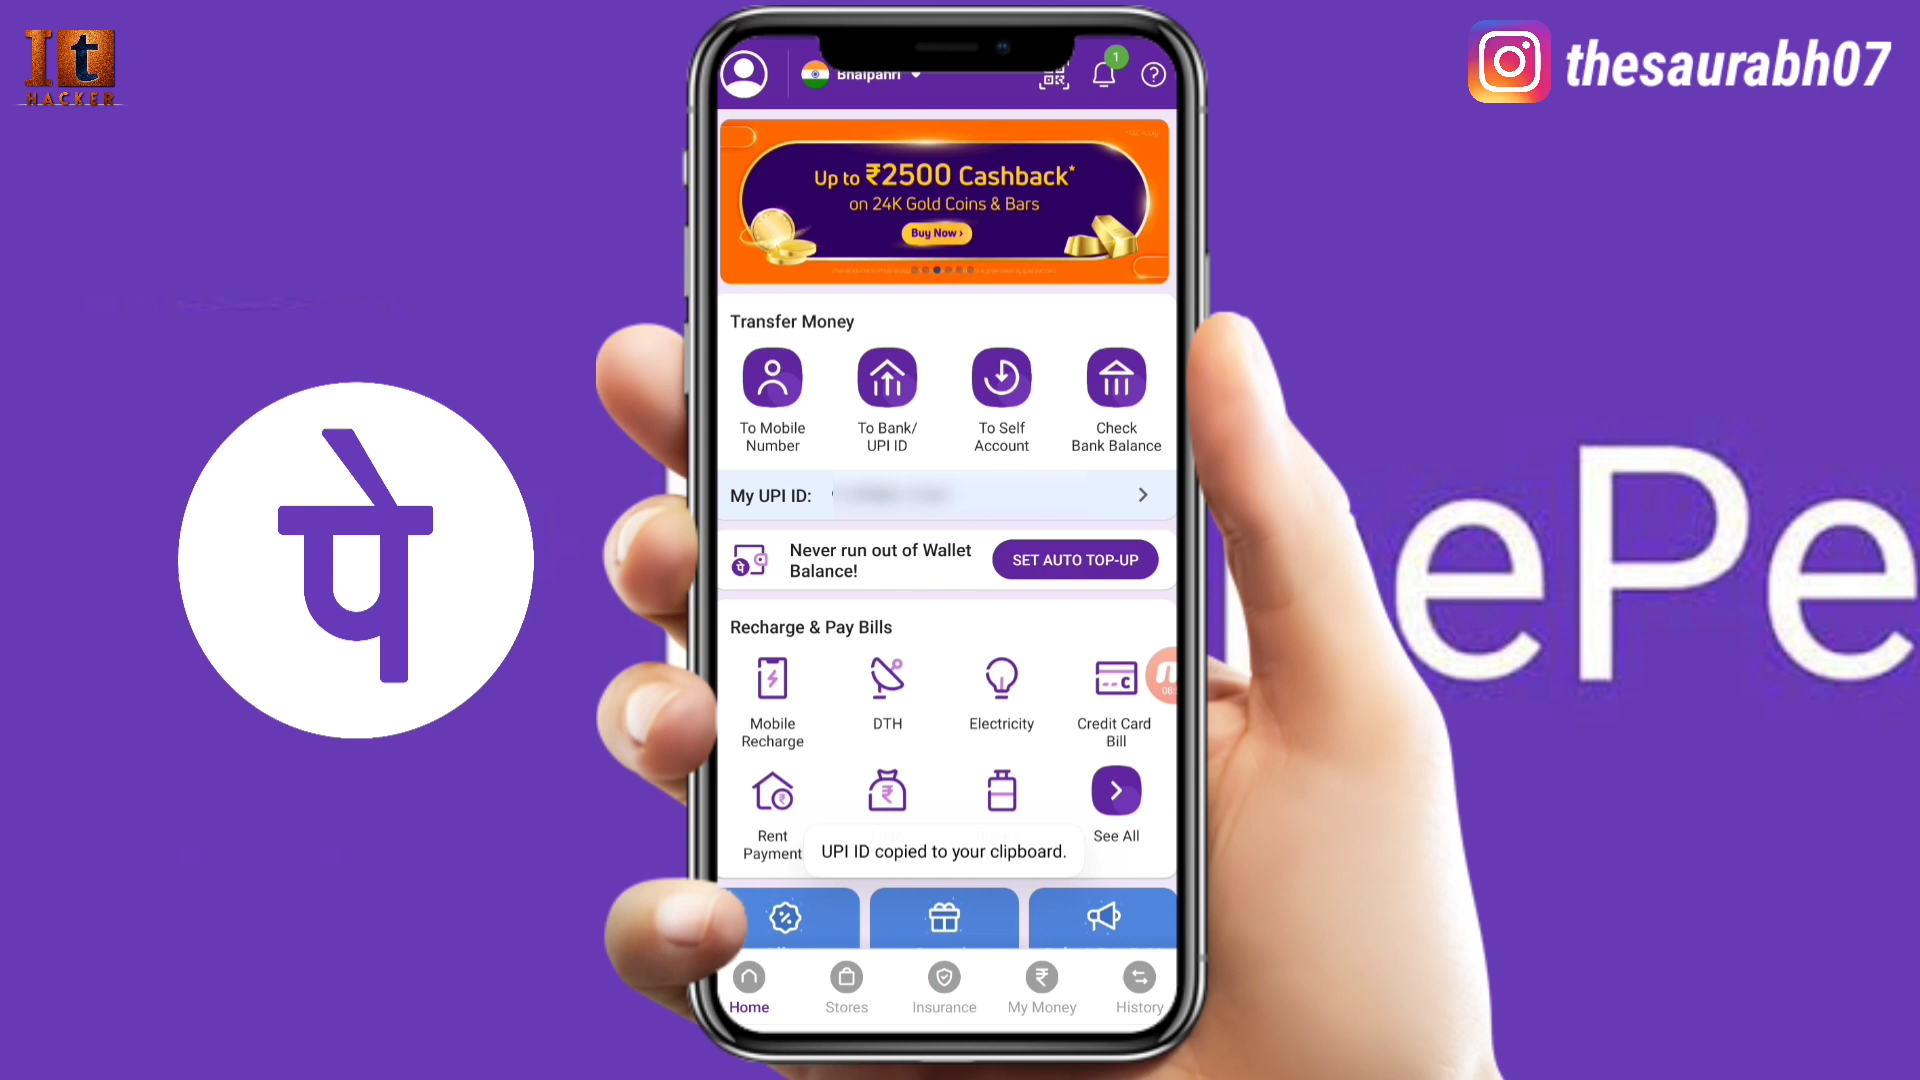 It
HACKER
thesaurabh07
1
Up to ₹2500 Cashback*
on 24K Gold Coins & Bars
Buy Now ›
Transfer Money
To Mobile
Number
To Bank/
UPI ID
To Self
Account
Check
Bank Balance
My UPI ID:
Never run out of Wallet
Balance!
SET AUTO TOP-UP
Recharge & Pay Bills
Mobile
Recharge
DTH
Electricity
Credit Card
Bill
Rent
Payment
See All
UPI ID copied to your clipboard.
Home
Stores
Insurance
My Money
History
पे
ePe